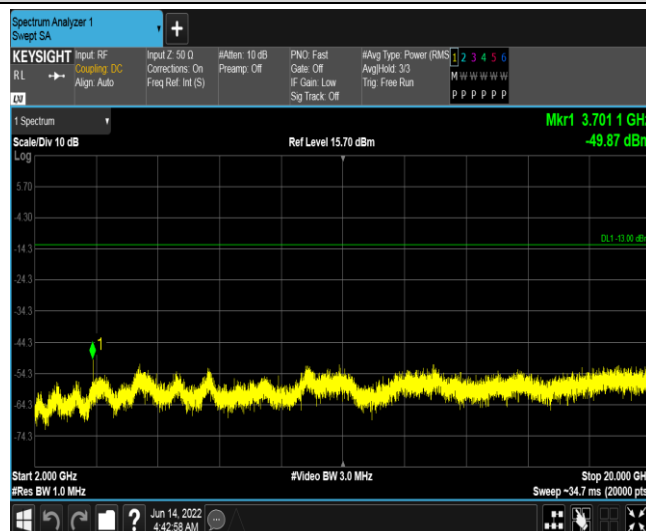 Spectrum Analyzer 1
Swept SA
+
KEYSIGHT
RL
Input: RF
Coupling: DC
Align: Auto
Input Z: 50 Ω
Corrections: On
Freq Ref: Int (S)
#Atten: 10 dB
Preamp: Off
PNO: Fast
Gate: Off
IF Gain: Low
Sig Track: Off
#Avg Type: Power (RMS
Avg|Hold: 3/3
Trig: Free Run
1 2 3 4 5 6
M W W W W W
P P P P P P
1 Spectrum
Mkr1 3.701 1 GHz
Scale/Div 10 dB
Ref Level 15.70 dBm
-49.87 dBm
Log
5.70
-4.30
DL1 -13.00 dBm
-14.3
-24.3
-34.3
-44.3
1
-54.3
-64.3
-74.3
Start 2.000 GHz
#Video BW 3.0 MHz
Stop 20.000 GHz
#Res BW 1.0 MHz
Sweep ~34.7 ms (20000 pts
?
Jun 14, 2022
4:42:58 AM